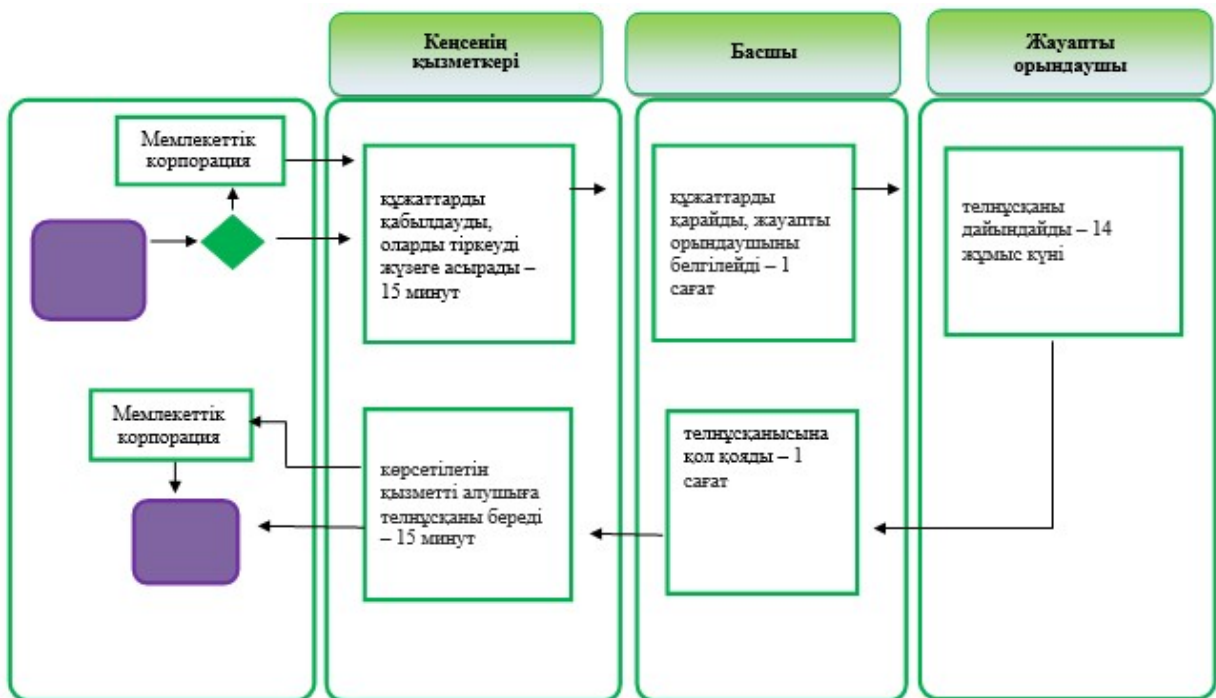 Кеңсенің
қызметкері
Басшы
Жауапты
орындаушы
Мемлекеттік
корпорация
құжаттарды
қабылдауды,
оларды тіркеуді
жүзеге асырады –
15 минут
құжаттарды
қарайды, жауапты
орындаушыны
белгілейді – 1
сағат
телнұсқаны
дайындайды – 14
жұмыс күні
Мемлекеттік
корпорация
көрсетілетін
қызметті алушыға
телнұсқаны береді
– 15 минут
телнұсқанысына
қол қояды – 1
сағат